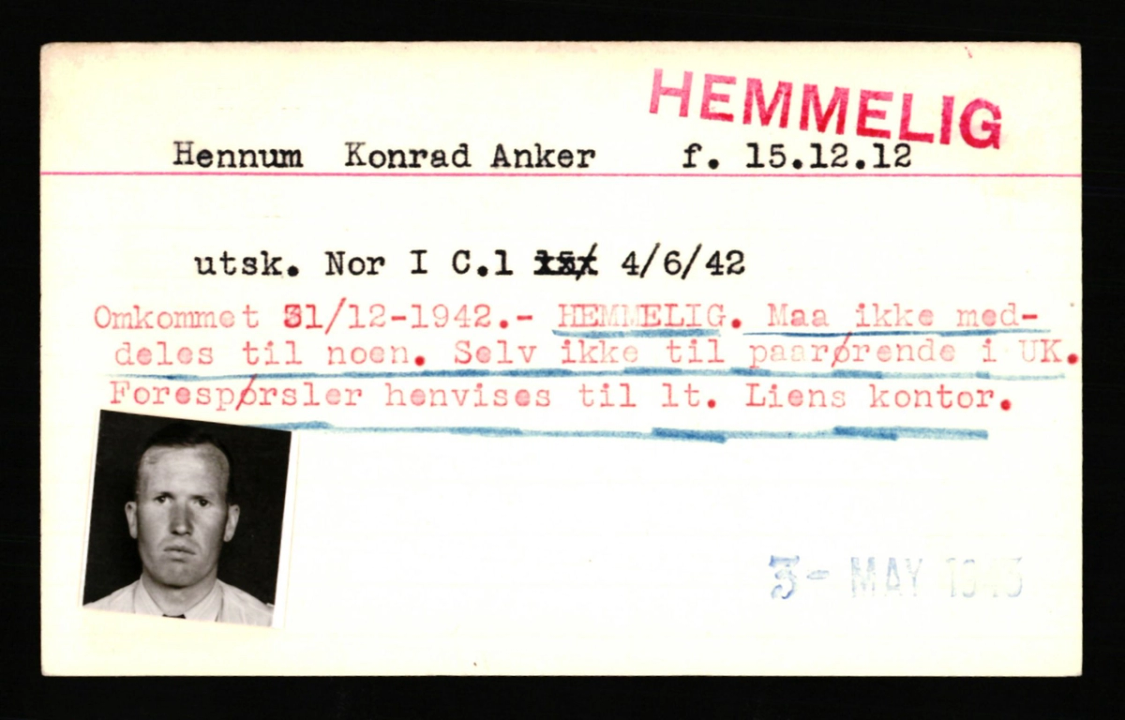 HEMMELIG
Hennum Konrad Anker f. 15.12.12
utsk. Nor I C.1 4/6/42
Omkommet 31/12-1942.- HEMMELIG. Maa ikke med-
deles til noen. Selv ikke til paarørende i UK.
Forespørsler henvises til lt. Liens kontor.
3- MAY 1943